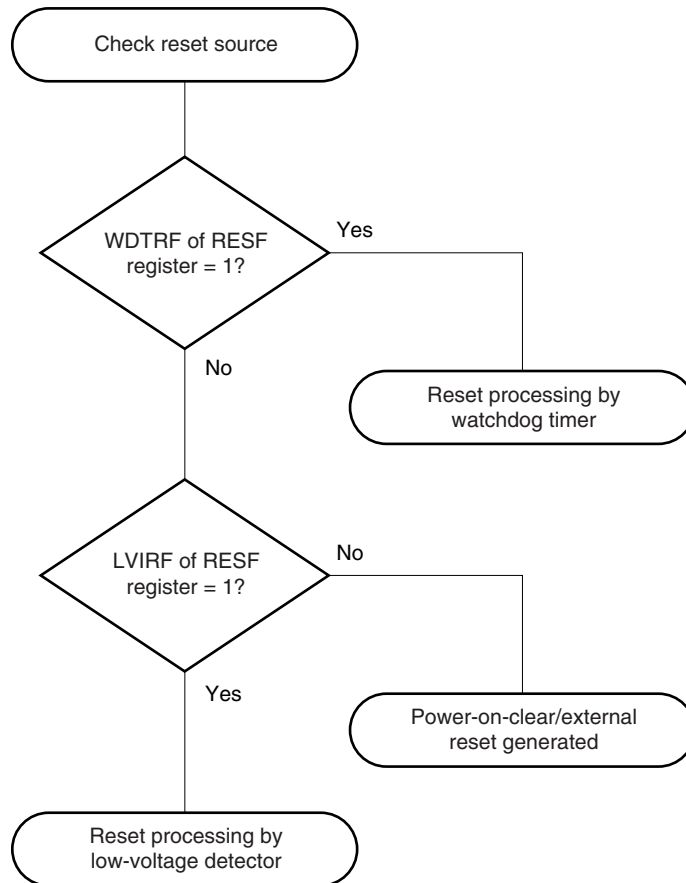 Check reset source
WDTRF of RESF
register = 1?
Yes
No
Reset processing by
watchdog timer
LVIRF of RESF
register = 1?
No
Yes
Power-on-clear/external
reset generated
Reset processing by
low-voltage detector